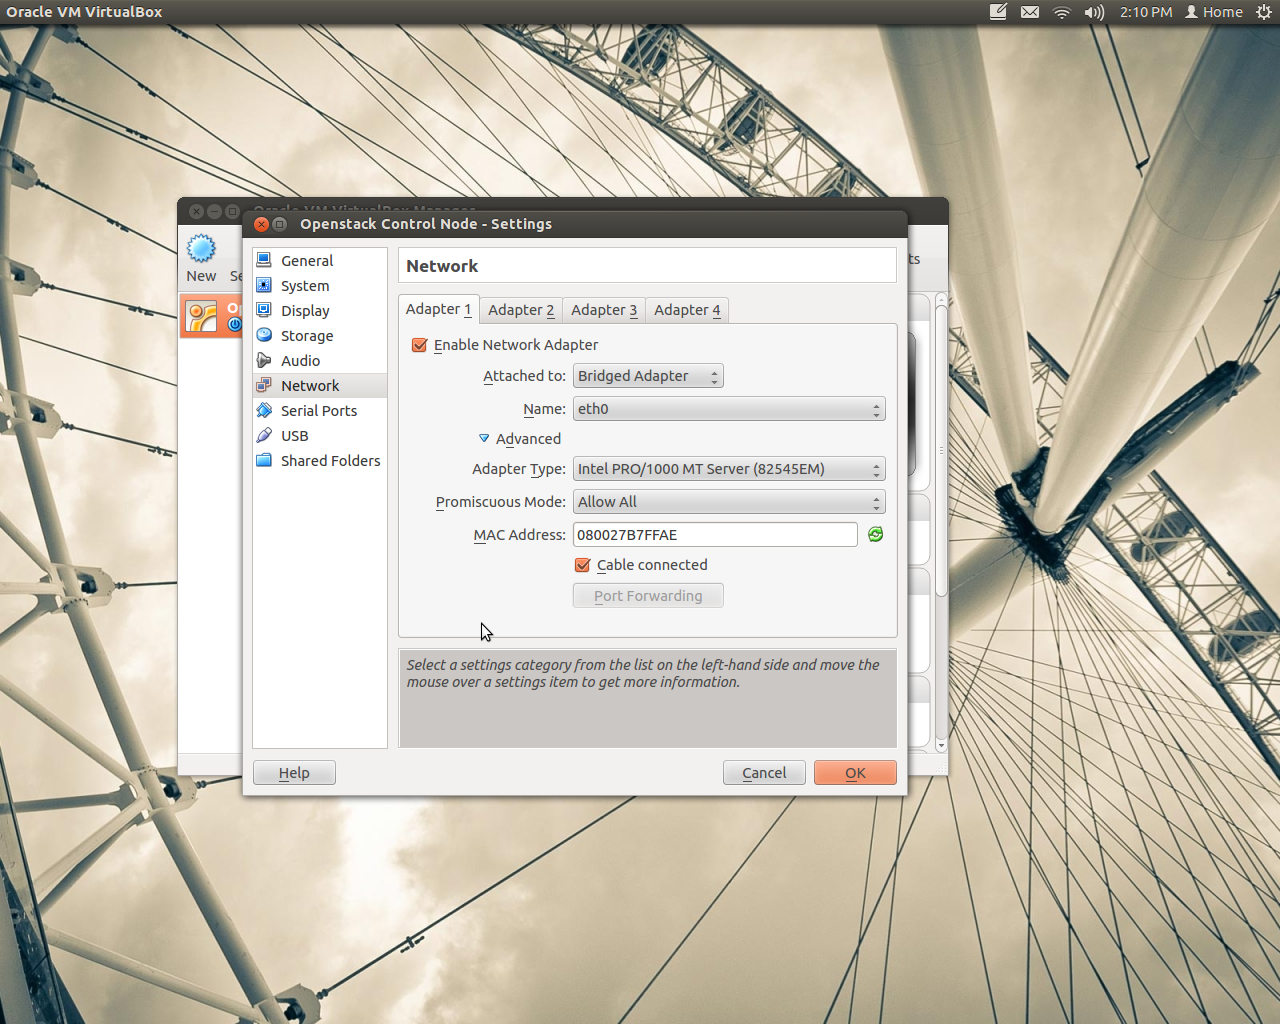 Oracle VM VirtualBox
2:10 PM Home
Oracle VM VirtualBox Manager
Openstack Control Node - Settings
New
General
System
Display
Storage
Audio
Network
Serial Ports
USB
Shared Folders
Network
Adapter 1 Adapter 2 Adapter 3 Adapter 4
Enable Network Adapter
Attached to: Bridged Adapter
Name: eth0
Advanced
Adapter Type: Intel PRO/1000 MT Server (82545EM)
Promiscuous Mode: Allow All
MAC Address: 080027B7FFAE
Cable connected
Port Forwarding
Select a settings category from the list on the left-hand side and move the
mouse over a settings item to get more information.
Help Cancel OK